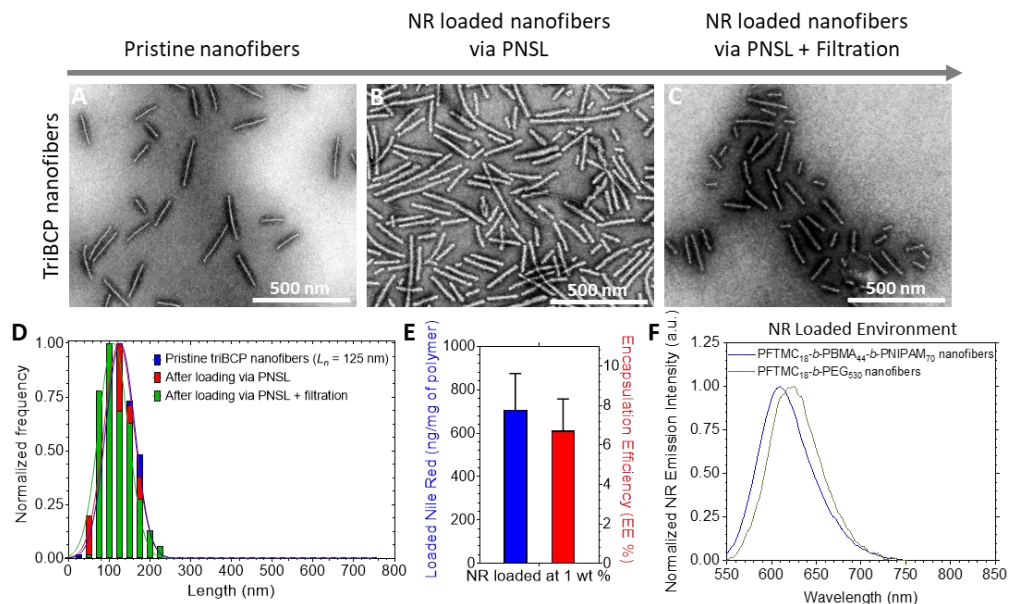 Pristine nanofibers
NR loaded nanofibers
via PNSL
NR loaded nanofibers
via PNSL + Filtration
TriBCP nanofibers
A
500 nm
B
500 nm
C
500 nm
D
Normalized frequency
1.00
0.75
0.50
0.25
0.00
Pristine triBCP nanofibers (Ln = 125 nm)
After loading via PNSL
After loading via PNSL + filtration
0 100 200 300 400 500 600 700 800
Length (nm)
E
Loaded Nile Red (ng/mg of polymer)
1000
800
600
400
200
0
10
8
6
4
2
0
Encapsulation Efficiency (EE %)
NR loaded at 1 wt %
F
NR Loaded Environment
Normalized NR Emission Intensity (a.u.)
1.25
1.00
0.75
0.50
0.25
0.00
PFTMC18-b-PBMA44-b-PNIPAM70 nanofibers
PFTMC18-b-PEG530 nanofibers
550 600 650 700 750 800 850
Wavelength (nm)